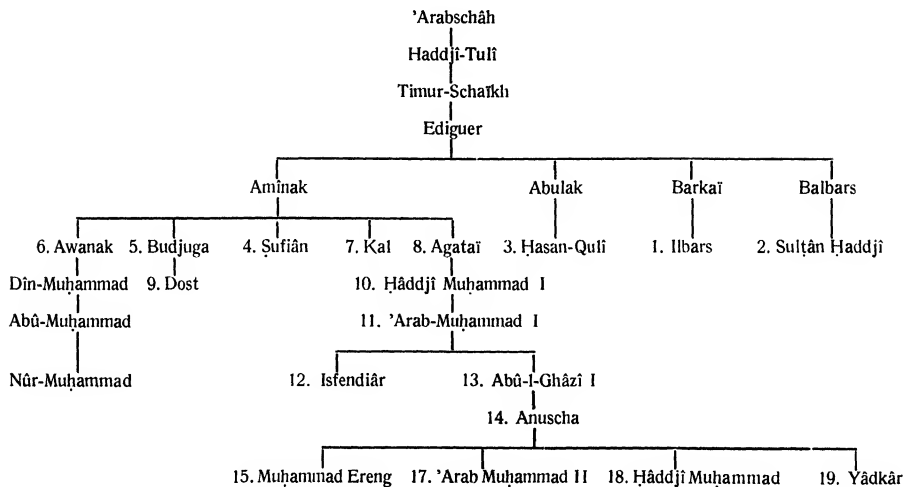 'Arabschâh
Haddjî-Tulî
Timur-Schaïkh
Ediguer
Amînak Abulak Barkaï Balbars
6. Awanak 5. Budjuga 4. Ṣufiân 7. Kal 8. Agataï 3. Ḥasan-Qulî 1. Ilbars 2. Sulṭân Ḥaddjî
Dîn-Muḥammad 9. Dost 10. Ḥâddjî Muḥammad I
Abû-Muḥammad 11. 'Arab-Muḥammad I
Nûr-Muḥammad 12. Isfendiâr 13. Abû-l-Ghâzî I
14. Anuscha
15. Muḥammad Ereng 17. 'Arab Muḥammad II 18. Ḥâddjî Muḥammad 19. Yâdkâr